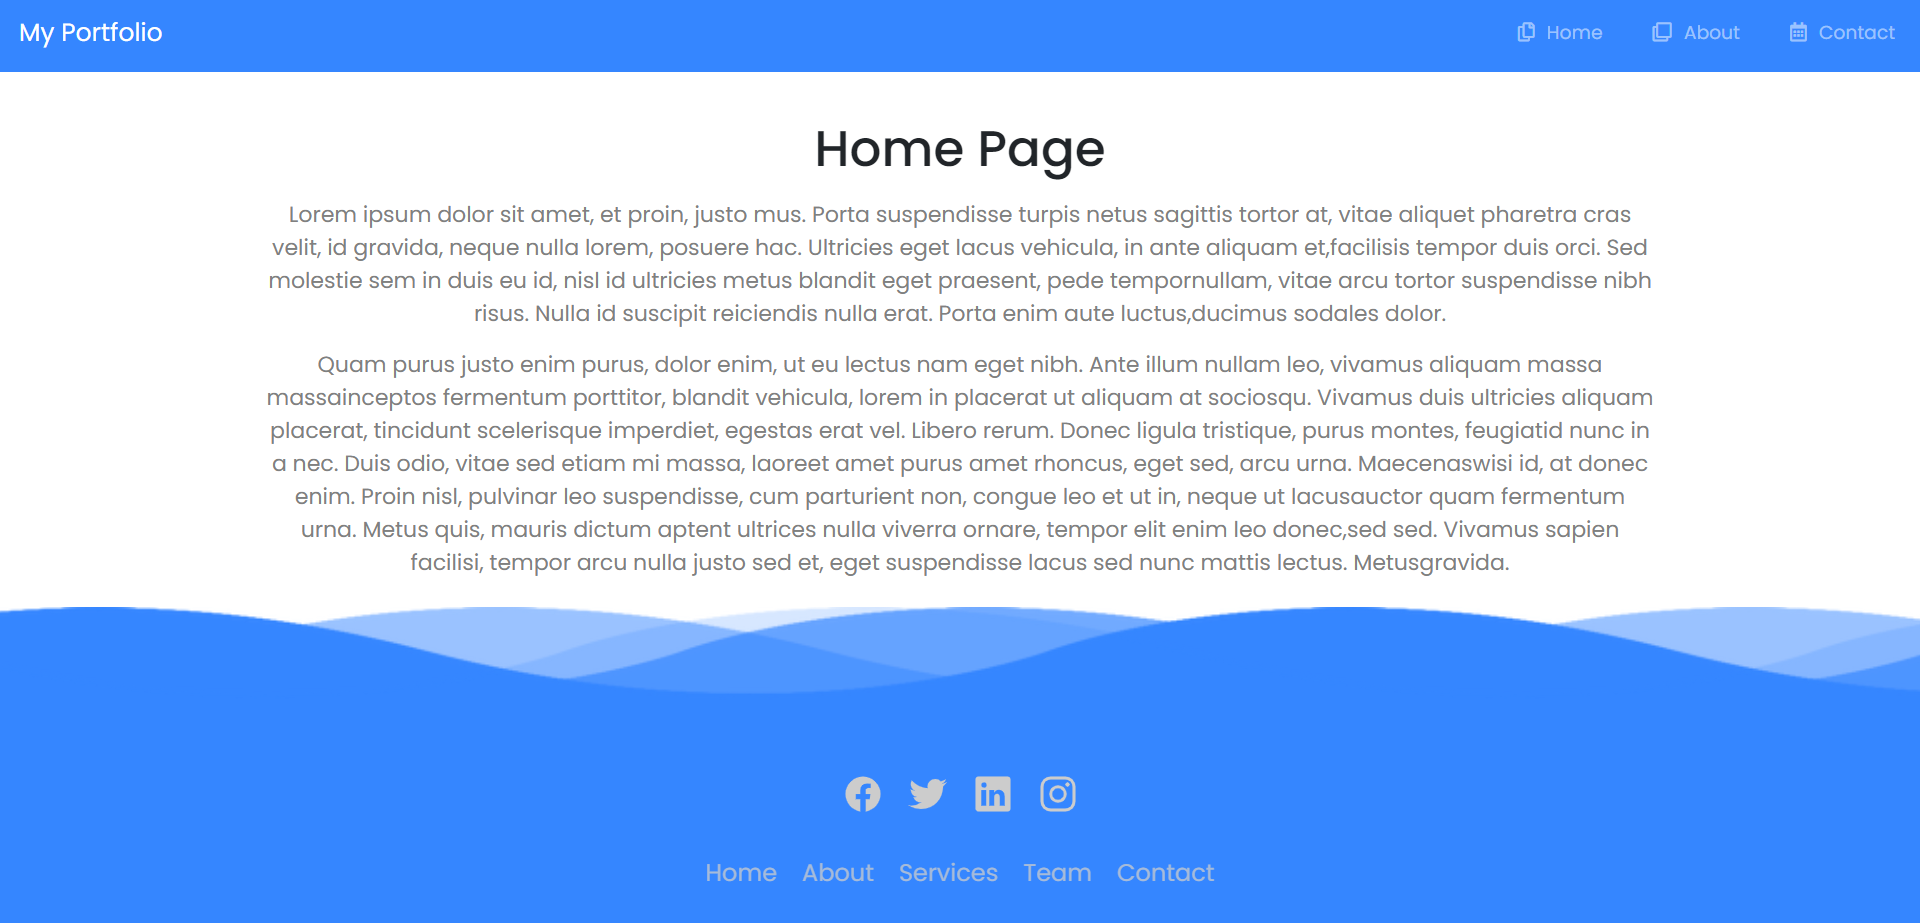 My Portfolio
Home
About
Contact
Home Page
Lorem ipsum dolor sit amet, et proin, justo mus. Porta suspendisse turpis netus sagittis tortor at, vitae aliquet pharetra cras
velit, id gravida, neque nulla lorem, posuere hac. Ultricies eget lacus vehicula, in ante aliquam et,facilisis tempor duis orci. Sed
molestie sem in duis eu id, nisl id ultricies metus blandit eget praesent, pede tempornullam, vitae arcu tortor suspendisse nibh
risus. Nulla id suscipit reiciendis nulla erat. Porta enim aute luctus,ducimus sodales dolor.
Quam purus justo enim purus, dolor enim, ut eu lectus nam eget nibh. Ante illum nullam leo, vivamus aliquam massa
massainceptos fermentum porttitor, blandit vehicula, lorem in placerat ut aliquam at sociosqu. Vivamus duis ultricies aliquam
placerat, tincidunt scelerisque imperdiet, egestas erat vel. Libero rerum. Donec ligula tristique, purus montes, feugiatid nunc in
a nec. Duis odio, vitae sed etiam mi massa, laoreet amet purus amet rhoncus, eget sed, arcu urna. Maecenaswisi id, at donec
enim. Proin nisl, pulvinar leo suspendisse, cum parturient non, congue leo et ut in, neque ut lacusauctor quam fermentum
urna. Metus quis, mauris dictum aptent ultrices nulla viverra ornare, tempor elit enim leo donec,sed sed. Vivamus sapien
facilisi, tempor arcu nulla justo sed et, eget suspendisse lacus sed nunc mattis lectus. Metusgravida.
Home About Services Team Contact